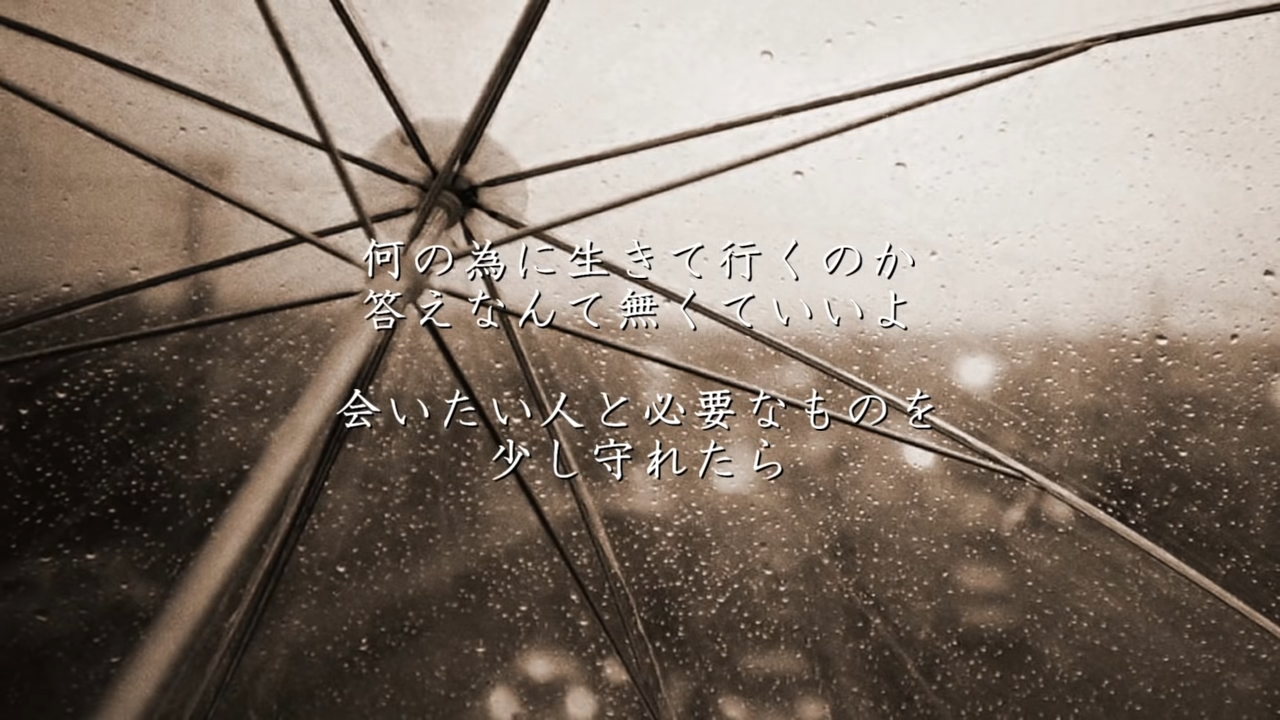 何の為に生きて行くのか
答えなんて無くていいよ
会いたい人と必要なものを
少し守れたら